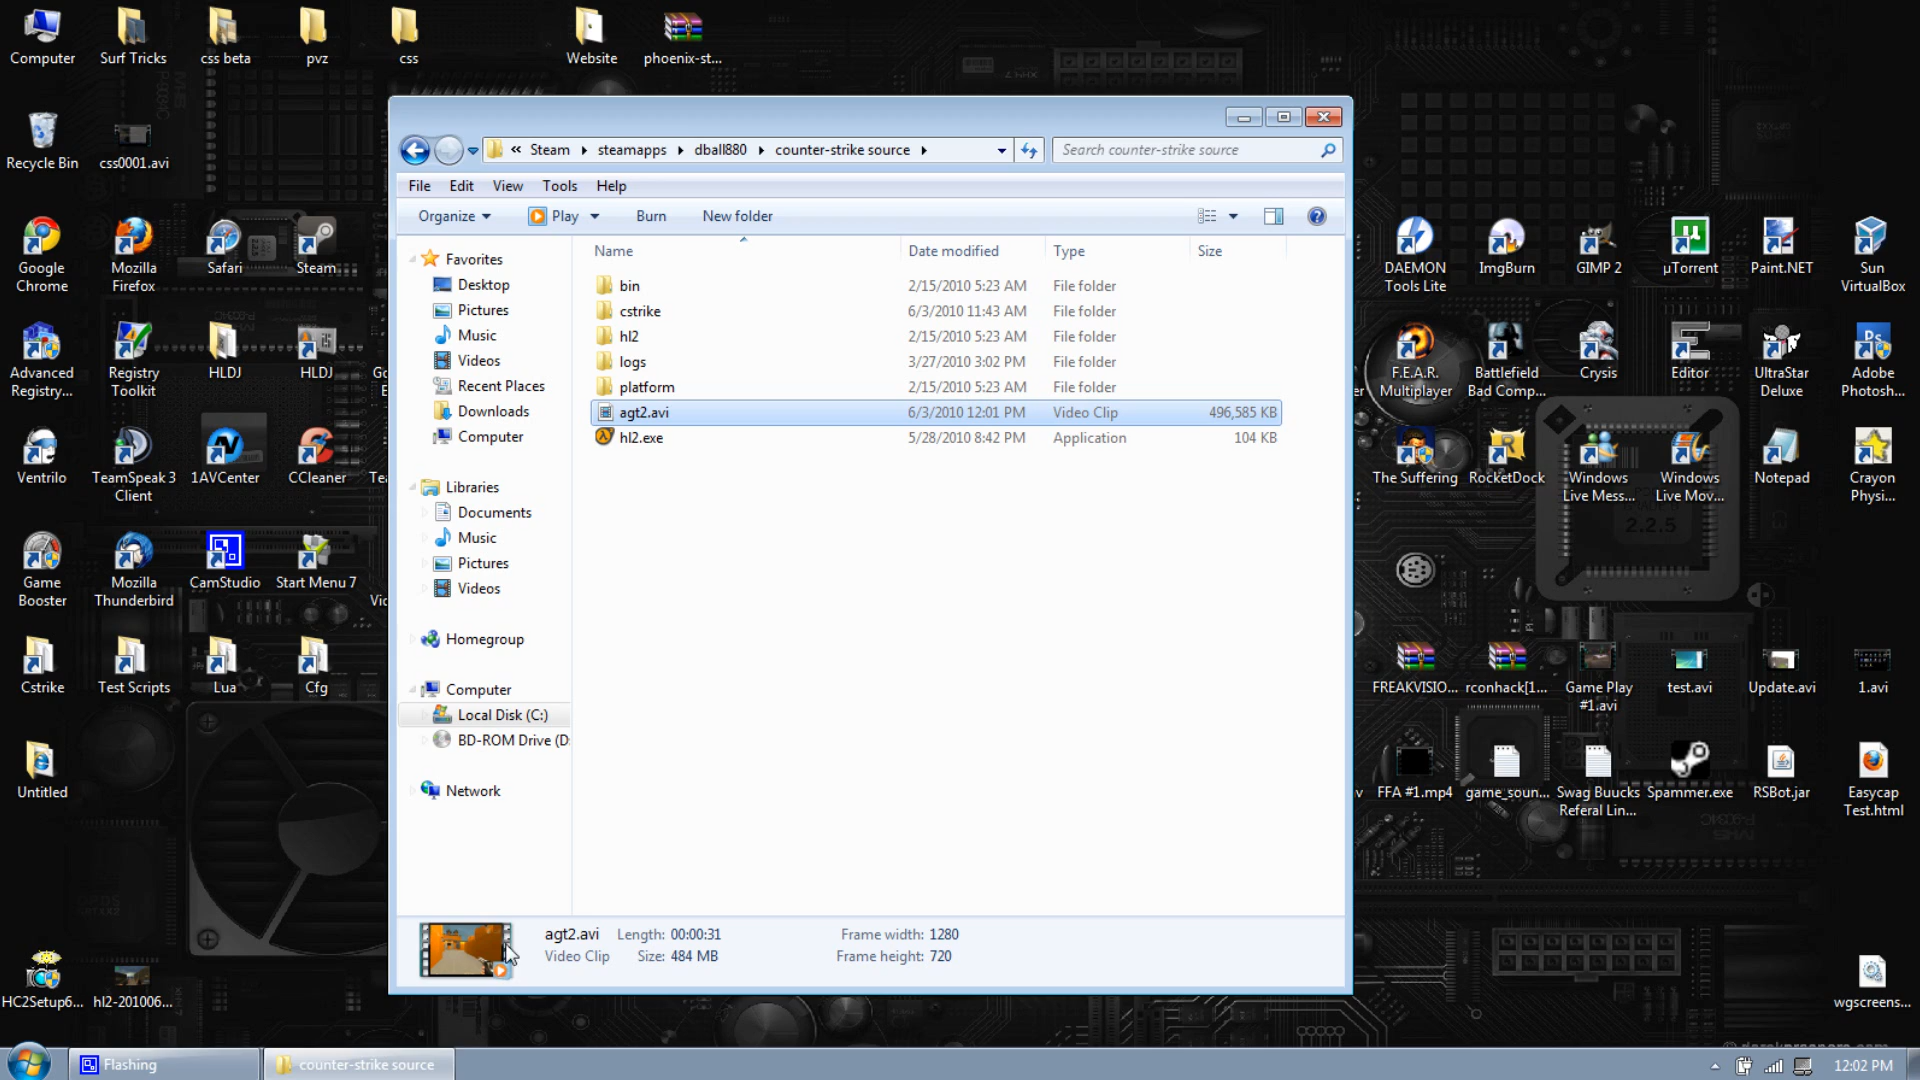 Computer
Surf Tricks
css beta
pvz
css
Website
phoenix-st...
Recycle Bin
css0001.avi
Google
Chrome
Mozilla
Firefox
Safari
Steam
Advanced
Registry...
Registry
Toolkit
HLDJ
HLDJ
Ventrilo
TeamSpeak 3
Client
1AVCenter
CCleaner
Game
Booster
Mozilla
Thunderbird
CamStudio
Start Menu 7
Cstrike
Test Scripts
Lua
Cfg
Untitled
HC2Setup6...
hl2-201006...
« Steam
steamapps
dball880
counter-strike source
Search counter-strike source
File
Edit
View
Tools
Help
Organize
Play
Burn
New folder
Name
Date modified
Type
Size
Favorites
Desktop
Pictures
Music
Videos
Recent Places
Downloads
Computer
Libraries
Documents
Music
Pictures
Videos
Homegroup
Computer
Local Disk (C:)
BD-ROM Drive (D:
Network
bin 2/15/2010 5:23 AM File folder
cstrike 6/3/2010 11:43 AM File folder
hl2 2/15/2010 5:23 AM File folder
logs 3/27/2010 3:02 PM File folder
platform 2/15/2010 5:23 AM File folder
agt2.avi 6/3/2010 12:01 PM Video Clip 496,585 KB
hl2.exe 5/28/2010 8:42 PM Application 104 KB
agt2.avi Length: 00:00:31 Frame width: 1280
Video Clip Size: 484 MB Frame height: 720
DAEMON
Tools Lite
ImgBurn
GIMP 2
µTorrent
Paint.NET
Sun
VirtualBox
F.E.A.R.
Multiplayer
Battlefield
Bad Comp...
Crysis
Editor
UltraStar
Deluxe
Adobe
Photosh...
The Suffering
RocketDock
Windows
Live Mess...
Windows
Live Mov...
Notepad
Crayon
Physi...
2.2.5
FREAKVISIO...
rconhack[1...
Game Play
#1.avi
test.avi
Update.avi
1.avi
FFA #1.mp4
game_soun...
Swag Buucks
Referal Lin...
Spammer.exe
RSBot.jar
Easycap
Test.html
wgscreens...
Flashing
counter-strike source
12:02 PM